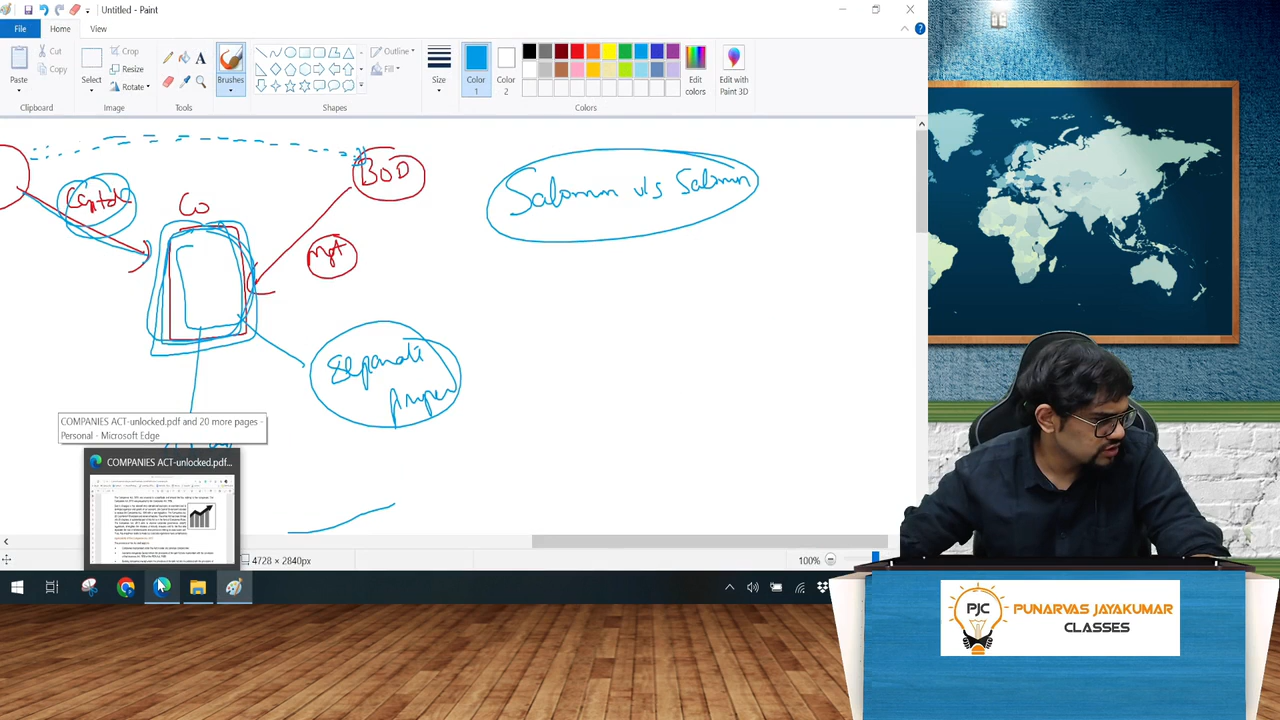 Untitled - Paint
File
Home
View
Paste
Cut
Copy
Clipboard
Select
Crop
Resize
Rotate
Image
Tools
Brushes
Shapes
Outline
Fill
Size
Color
1
Color
2
Colors
Edit
colors
Edit with
Paint 3D
Capital
Co
BOD
Mgt
Salomon v/s Salomon
Separate
COMPANIES ACT-unlocked.pdf and 20 more pages -
Personal - Microsoft Edge
COMPANIES ACT-unlocked.pdf...
4728 × 2840px
100%
PJC
PUNARVAS JAYAKUMAR
CLASSES